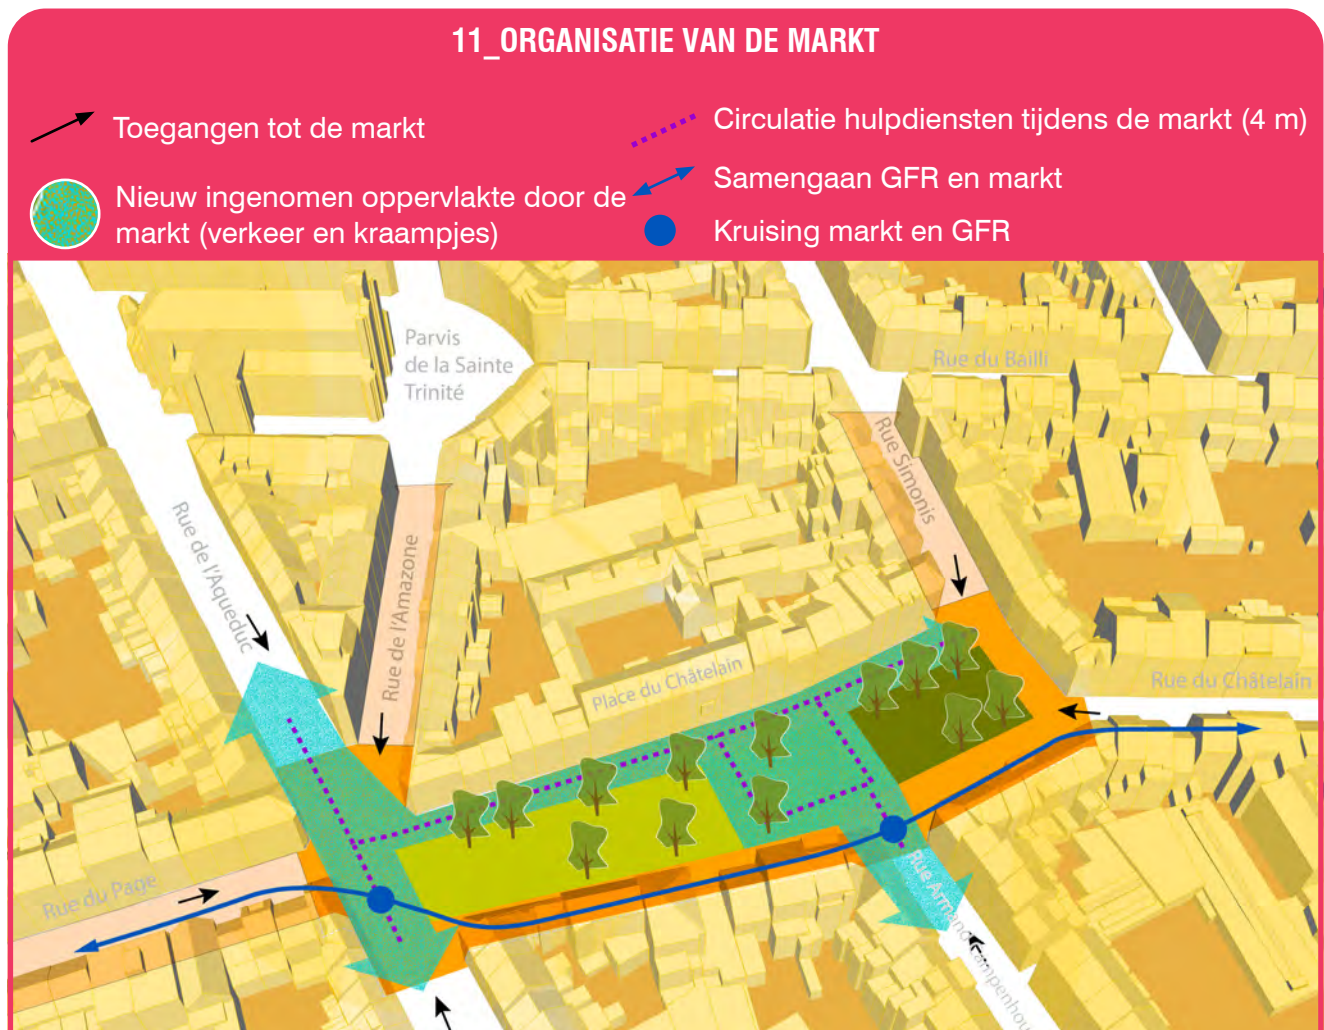 11_ORGANISATIE VAN DE MARKT
Toegangen tot de markt
Nieuw ingenomen oppervlakte door de
markt (verkeer en kraampjes)
Circulatie hulpdiensten tijdens de markt (4 m)
Samengaan GFR en markt
Kruising markt en GFR
Parvis
de la Sainte
Trinité
Rue du Bailli
Rue Simonis
Rue de l'Aqueduc
Rue de l'Amazone
Place du Châtelain
Rue du Châtelain
Rue du Page
Rue Armand